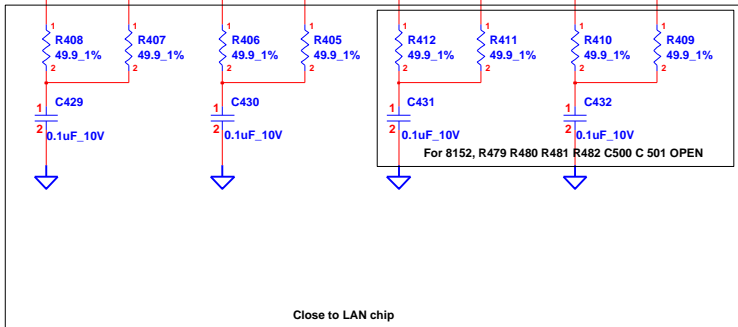 1 1 1 1 1 1 1 1
R408 R407 R406 R405 R412 R411 R410 R409
49.9_1% 49.9_1% 49.9_1% 49.9_1% 49.9_1% 49.9_1% 49.9_1% 49.9_1%
2 2 2 2 2 2 2 2
1 C429 1 C430 1 C431 1 C432
2 0.1uF_10V 2 0.1uF_10V 2 0.1uF_10V 2 0.1uF_10V
For 8152, R479 R480 R481 R482 C500 C 501 OPEN
Close to LAN chip